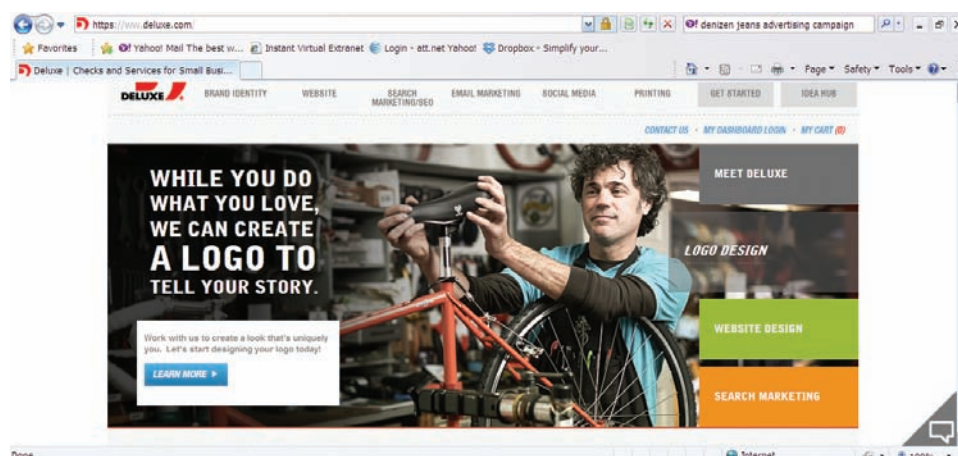 https://www.deluxe.com/
denizen jeans advertising campaign
Favorites
Yahoo! Mail The best w...
Instant Virtual Extranet
Login - att.net Yahoo!
Dropbox - Simplify your...
Deluxe | Checks and Services for Small Busi...
Page
Safety
Tools
DELUXE
BRAND IDENTITY
WEBSITE
SEARCH
MARKETING/SEO
EMAIL MARKETING
SOCIAL MEDIA
PRINTING
GET STARTED
IDEA HUB
CONTACT US · MY DASHBOARD LOGIN · MY CART (0)
WHILE YOU DO
WHAT YOU LOVE,
WE CAN CREATE
A LOGO TO
TELL YOUR STORY.
Work with us to create a look that's uniquely
you. Let's start designing your logo today!
LEARN MORE
MEET DELUXE
LOGO DESIGN
WEBSITE DESIGN
SEARCH MARKETING
Done
Internet
100%